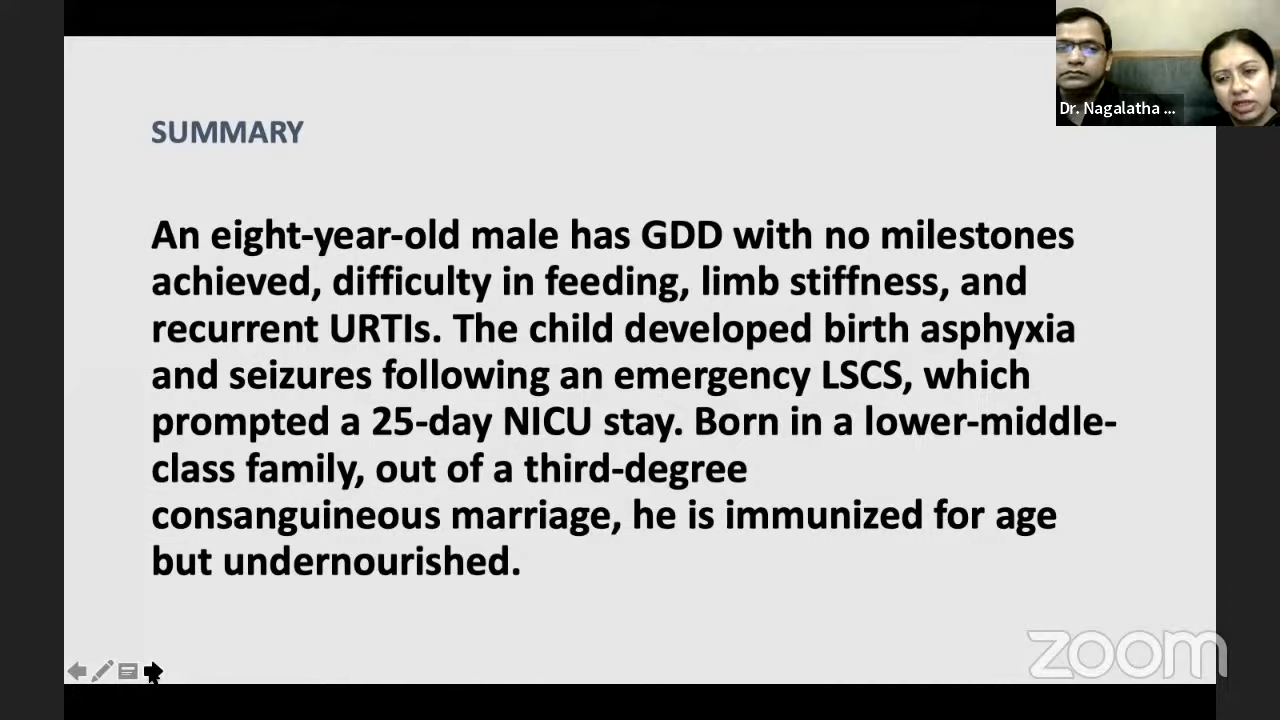 Dr. Nagalatha ...
SUMMARY
An eight-year-old male has GDD with no milestones
achieved, difficulty in feeding, limb stiffness, and
recurrent URTIs. The child developed birth asphyxia
and seizures following an emergency LSCS, which
prompted a 25-day NICU stay. Born in a lower-middle-
class family, out of a third-degree
consanguineous marriage, he is immunized for age
but undernourished.
zoom